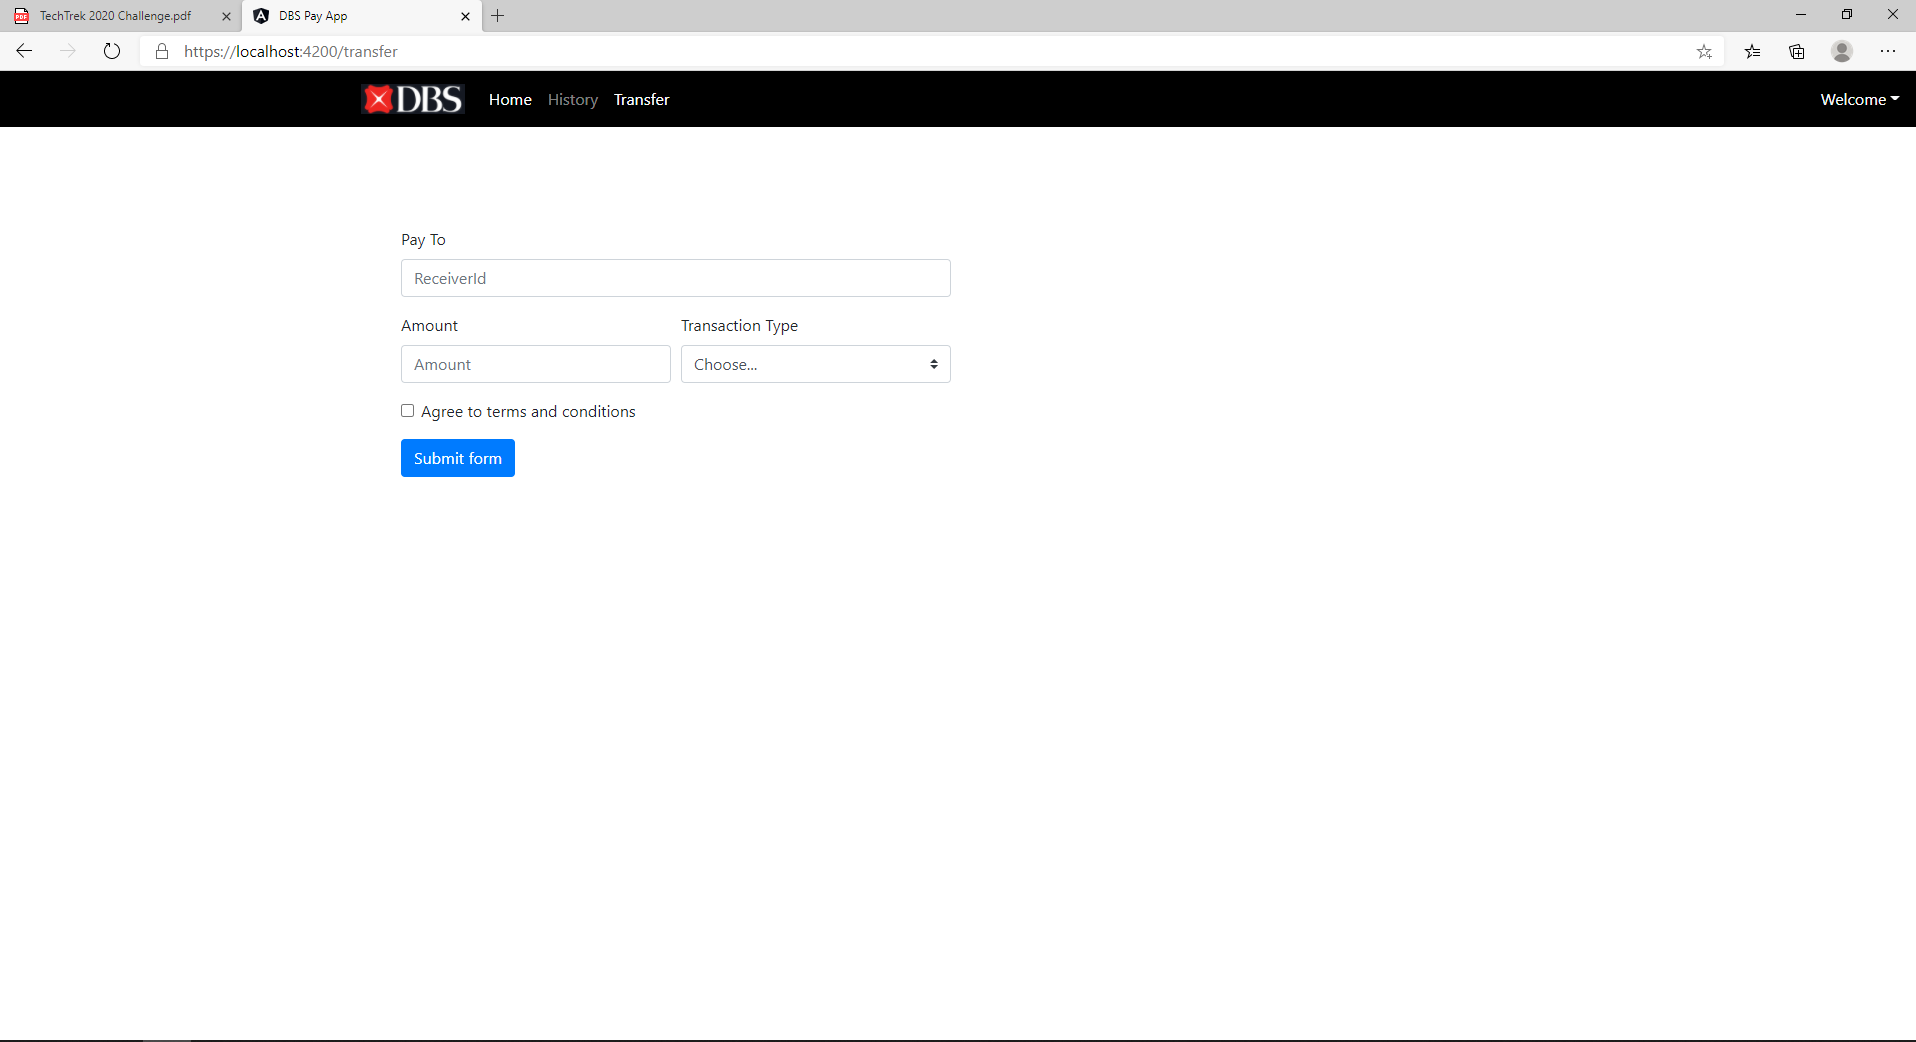 TechTrek 2020 Challenge.pdf
DBS Pay App
https://localhost:4200/transfer
DBS Home History Transfer Welcome
Pay To
ReceiverId
Amount Transaction Type
Amount Choose...
Agree to terms and conditions
Submit form